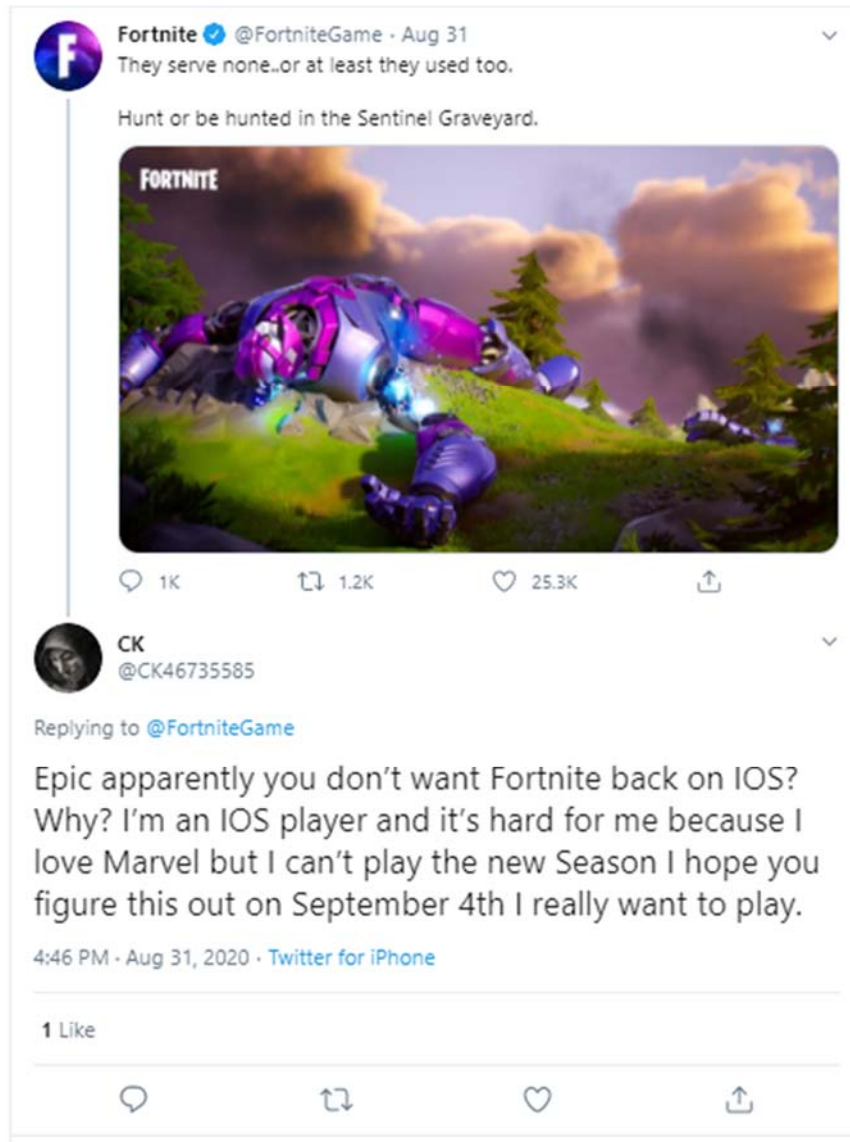 Fortnite @FortniteGame · Aug 31
They serve none..or at least they used too.
Hunt or be hunted in the Sentinel Graveyard.
FORTNITE
1K 1.2K 25.3K
CK
@CK46735585
Replying to @FortniteGame
Epic apparently you don’t want Fortnite back on IOS?
Why? I’m an IOS player and it’s hard for me because I
love Marvel but I can’t play the new Season I hope you
figure this out on September 4th I really want to play.
4:46 PM · Aug 31, 2020 · Twitter for iPhone
1 Like